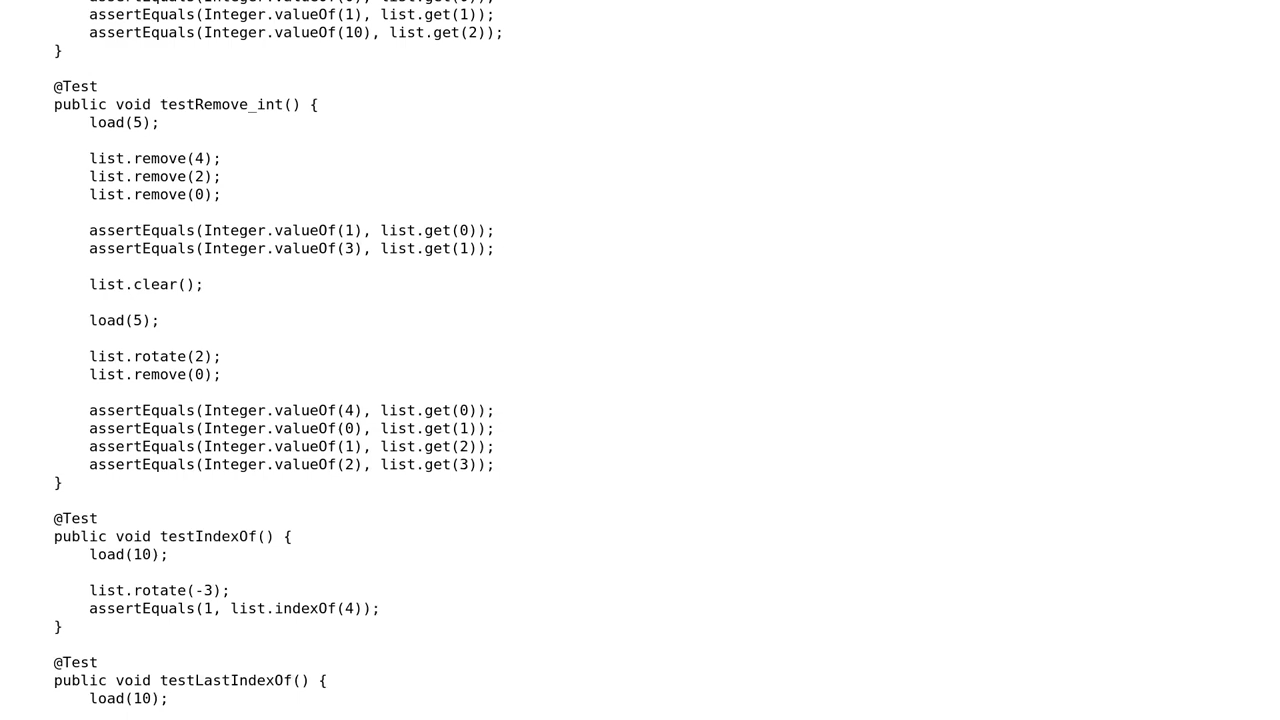 assertEquals(Integer.valueOf(1), list.get(1));
assertEquals(Integer.valueOf(10), list.get(2));
}
@Test
public void testRemove_int() {
load(5);
list.remove(4);
list.remove(2);
list.remove(0);
assertEquals(Integer.valueOf(1), list.get(0));
assertEquals(Integer.valueOf(3), list.get(1));
list.clear();
load(5);
list.rotate(2);
list.remove(0);
assertEquals(Integer.valueOf(4), list.get(0));
assertEquals(Integer.valueOf(0), list.get(1));
assertEquals(Integer.valueOf(1), list.get(2));
assertEquals(Integer.valueOf(2), list.get(3));
}
@Test
public void testIndexOf() {
load(10);
list.rotate(-3);
assertEquals(1, list.indexOf(4));
}
@Test
public void testLastIndexOf() {
load(10);